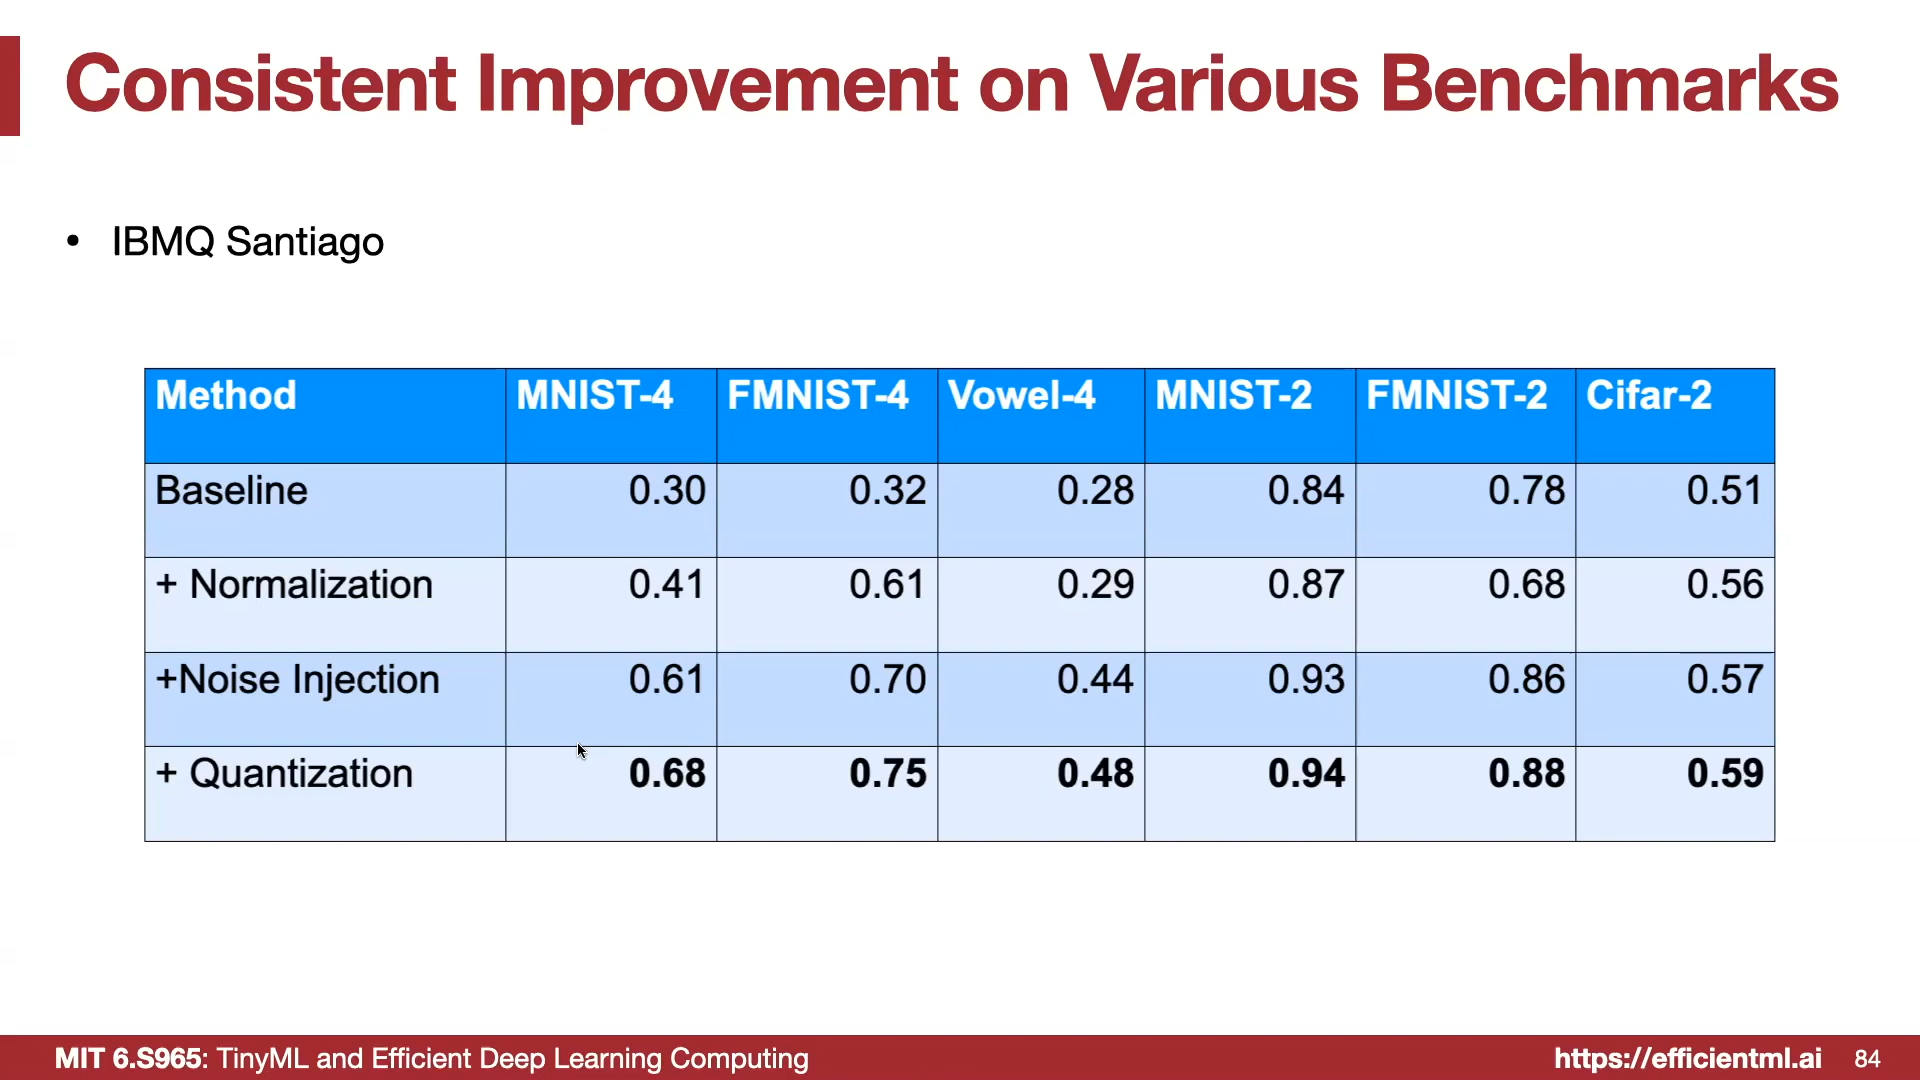 Consistent Improvement on Various Benchmarks
• IBMQ Santiago
Method MNIST-4 FMNIST-4 Vowel-4 MNIST-2 FMNIST-2 Cifar-2
Baseline 0.30 0.32 0.28 0.84 0.78 0.51
+ Normalization 0.41 0.61 0.29 0.87 0.68 0.56
+Noise Injection 0.61 0.70 0.44 0.93 0.86 0.57
+ Quantization 0.68 0.75 0.48 0.94 0.88 0.59
MIT 6.S965: TinyML and Efficient Deep Learning Computing https://efficientml.ai 84